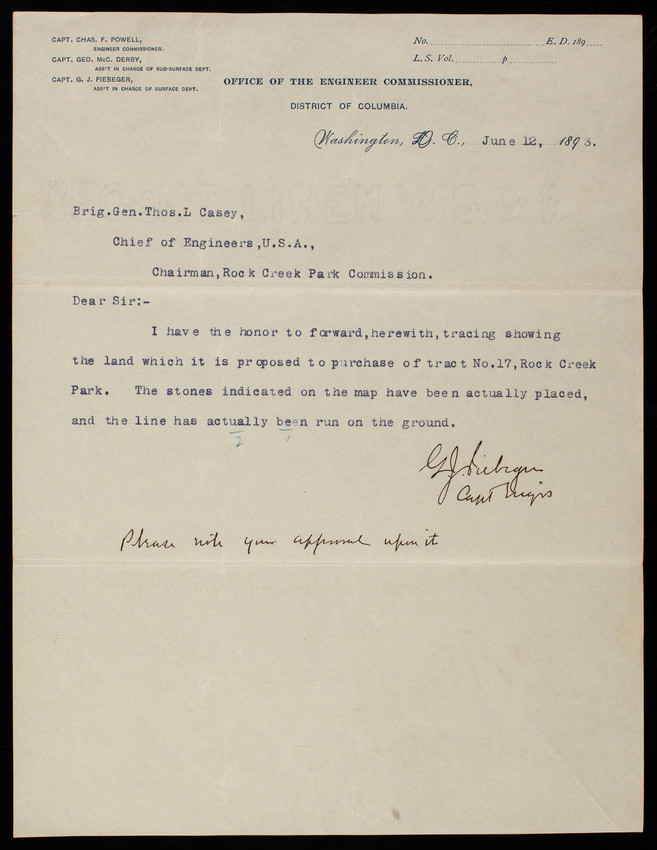 CAPT. CHAS. F. POWELL,
ENGINEER COMMISSIONER.
CAPT. GEO. McC. DERBY,
ASS'T IN CHARGE OF SUB-SURFACE DEPT.
CAPT. G. J. FIEBEGER,
ASS'T IN CHARGE OF SURFACE DEPT.
No. E. D. 189
L. S. Vol. p
OFFICE OF THE ENGINEER COMMISSIONER,
DISTRICT OF COLUMBIA.
Washington, D. C., June 12, 1893.
Brig.Gen.Thos.L Casey,
Chief of Engineers,U.S.A.,
Chairman,Rock Creek Park Commission.
Dear Sir:-
I have the honor to forward,herewith,tracing showing
the land which it is proposed to purchase of tract No.17,Rock Creek
Park. The stones indicated on the map have been actually placed,
and the line has actually been run on the ground.
2 1
G J Fiebeger
Capt Engrs
Please note your approval upon it